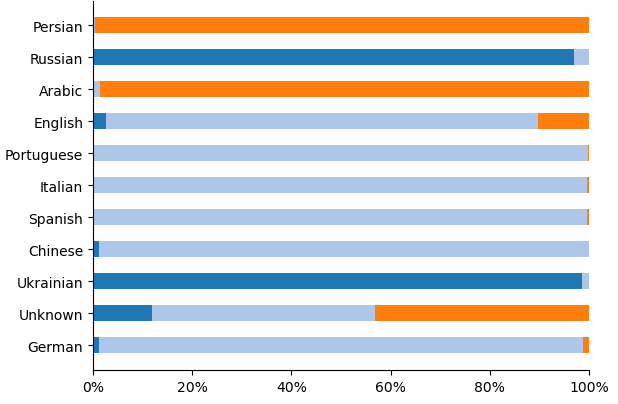 Persian
Russian
Arabic
English
Portuguese
Italian
Spanish
Chinese
Ukrainian
Unknown
German
0% 20% 40% 60% 80% 100%